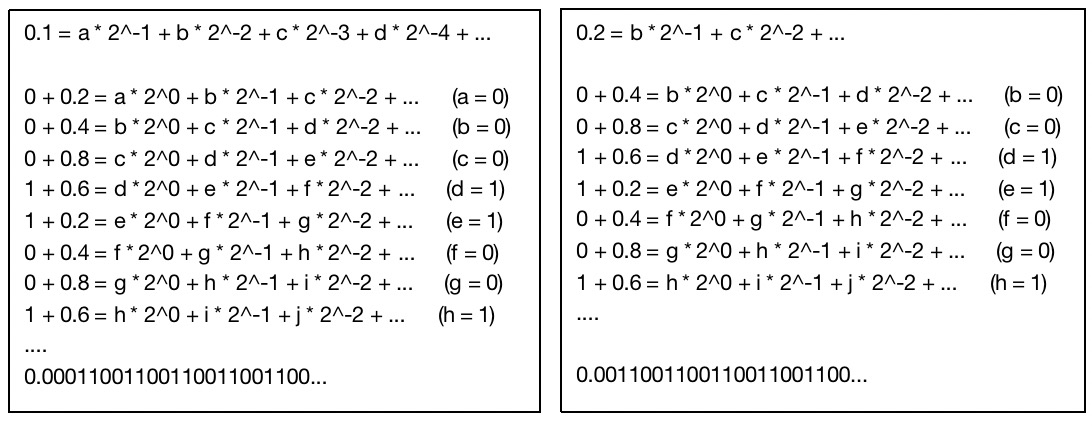 0.1 = a * 2^-1 + b * 2^-2 + c * 2^-3 + d * 2^-4 + ...
0 + 0.2 = a * 2^0 + b * 2^-1 + c * 2^-2 + ... (a = 0)
0 + 0.4 = b * 2^0 + c * 2^-1 + d * 2^-2 + ... (b = 0)
0 + 0.8 = c * 2^0 + d * 2^-1 + e * 2^-2 + ... (c = 0)
1 + 0.6 = d * 2^0 + e * 2^-1 + f * 2^-2 + ... (d = 1)
1 + 0.2 = e * 2^0 + f * 2^-1 + g * 2^-2 + ... (e = 1)
0 + 0.4 = f * 2^0 + g * 2^-1 + h * 2^-2 + ... (f = 0)
0 + 0.8 = g * 2^0 + h * 2^-1 + i * 2^-2 + ... (g = 0)
1 + 0.6 = h * 2^0 + i * 2^-1 + j * 2^-2 + ... (h = 1)
....
0.00011001100110011001100...
0.2 = b * 2^-1 + c * 2^-2 + ...
0 + 0.4 = b * 2^0 + c * 2^-1 + d * 2^-2 + ... (b = 0)
0 + 0.8 = c * 2^0 + d * 2^-1 + e * 2^-2 + ... (c = 0)
1 + 0.6 = d * 2^0 + e * 2^-1 + f * 2^-2 + ... (d = 1)
1 + 0.2 = e * 2^0 + f * 2^-1 + g * 2^-2 + ... (e = 1)
0 + 0.4 = f * 2^0 + g * 2^-1 + h * 2^-2 + ... (f = 0)
0 + 0.8 = g * 2^0 + h * 2^-1 + i * 2^-2 + ... (g = 0)
1 + 0.6 = h * 2^0 + i * 2^-1 + j * 2^-2 + ... (h = 1)
....
0.0011001100110011001100...